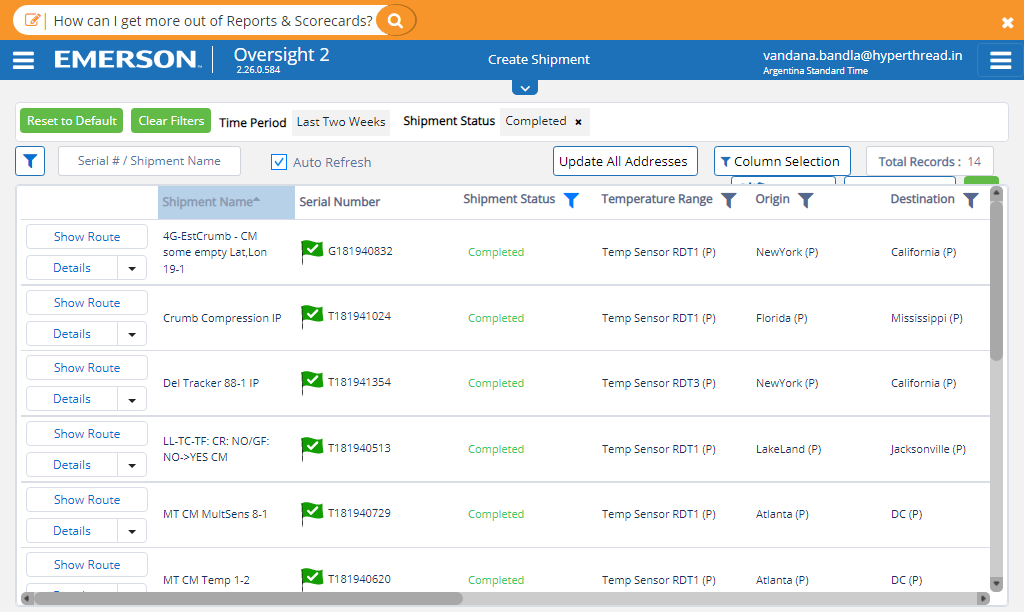 How can I get more out of Reports & Scorecards?
EMERSON.
Oversight 2
2.26.0.584
Create Shipment
vandana.bandla@hyperthread.in
Argentina Standard Time
Reset to Default
Clear Filters
Time Period
Last Two Weeks
Shipment Status
Completed ×
Serial # / Shipment Name
Auto Refresh
Update All Addresses
Column Selection
Total Records : 14
Shipment Name
Serial Number
Shipment Status
Temperature Range
Origin
Destination
Show Route
Details
4G-EstCrumb - CM
some empty Lat,Lon
19-1
G181940832
Completed
Temp Sensor RDT1 (P)
NewYork (P)
California (P)
Show Route
Details
Crumb Compression IP
T181941024
Completed
Temp Sensor RDT1 (P)
Florida (P)
Mississippi (P)
Show Route
Details
Del Tracker 88-1 IP
T181941354
Completed
Temp Sensor RDT3 (P)
NewYork (P)
California (P)
Show Route
Details
LL-TC-TF: CR: NO/GF:
NO->YES CM
T181940513
Completed
Temp Sensor RDT1 (P)
LakeLand (P)
Jacksonville (P)
Show Route
Details
MT CM MultSens 8-1
T181940729
Completed
Temp Sensor RDT1 (P)
Atlanta (P)
DC (P)
Show Route
MT CM Temp 1-2
T181940620
Completed
Temp Sensor RDT1 (P)
Atlanta (P)
DC (P)